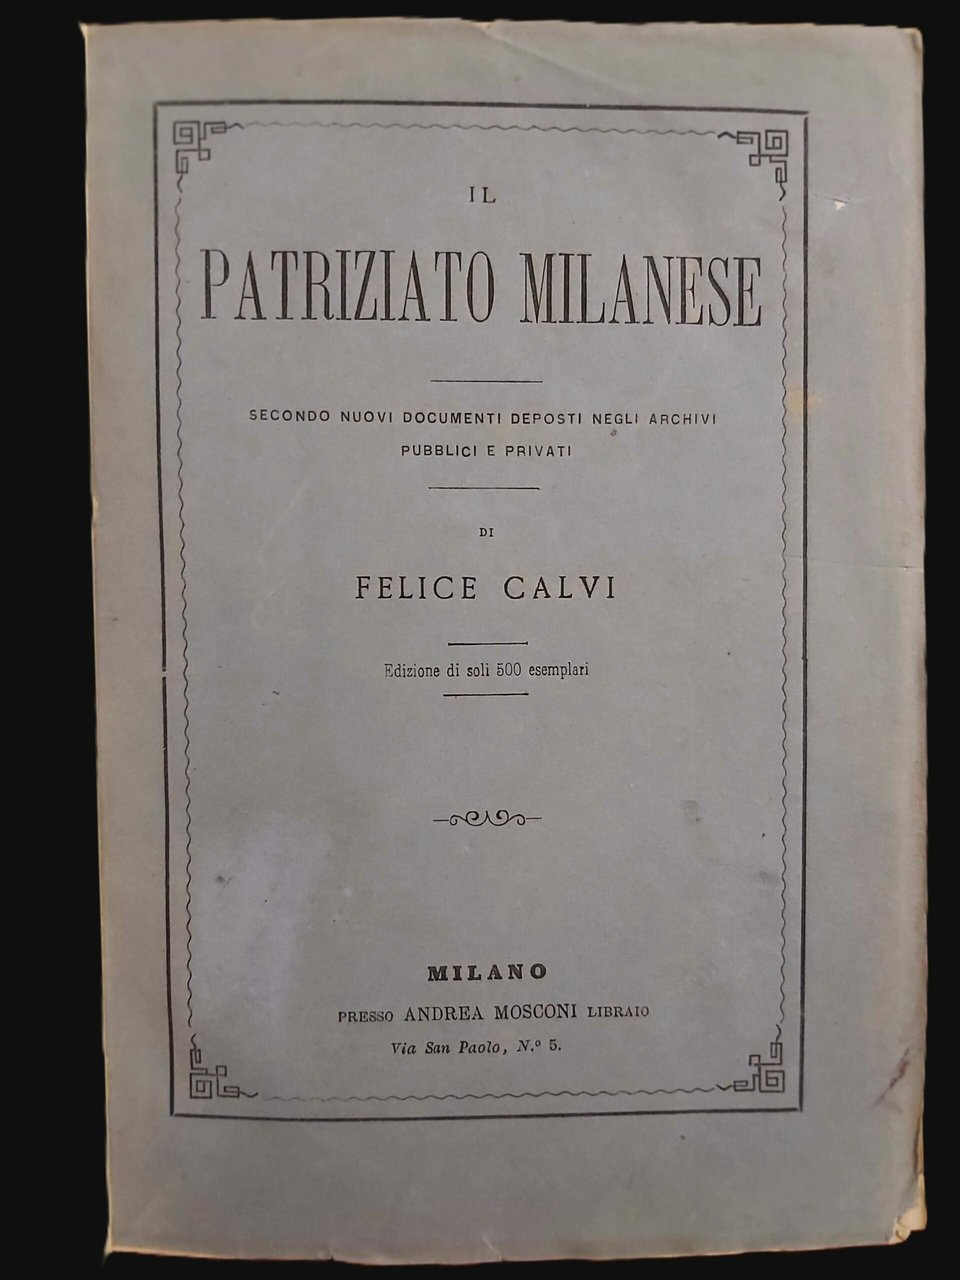 IL
PATRIZIATO MILANESE
SECONDO NUOVI DOCUMENTI DEPOSTI NEGLI ARCHIVI
PUBBLICI E PRIVATI
DI
FELICE CALVI
Edizione di soli 500 esemplari
MILANO
PRESSO ANDREA MOSCONI LIBRAIO
Via San Paolo, N.º 5.